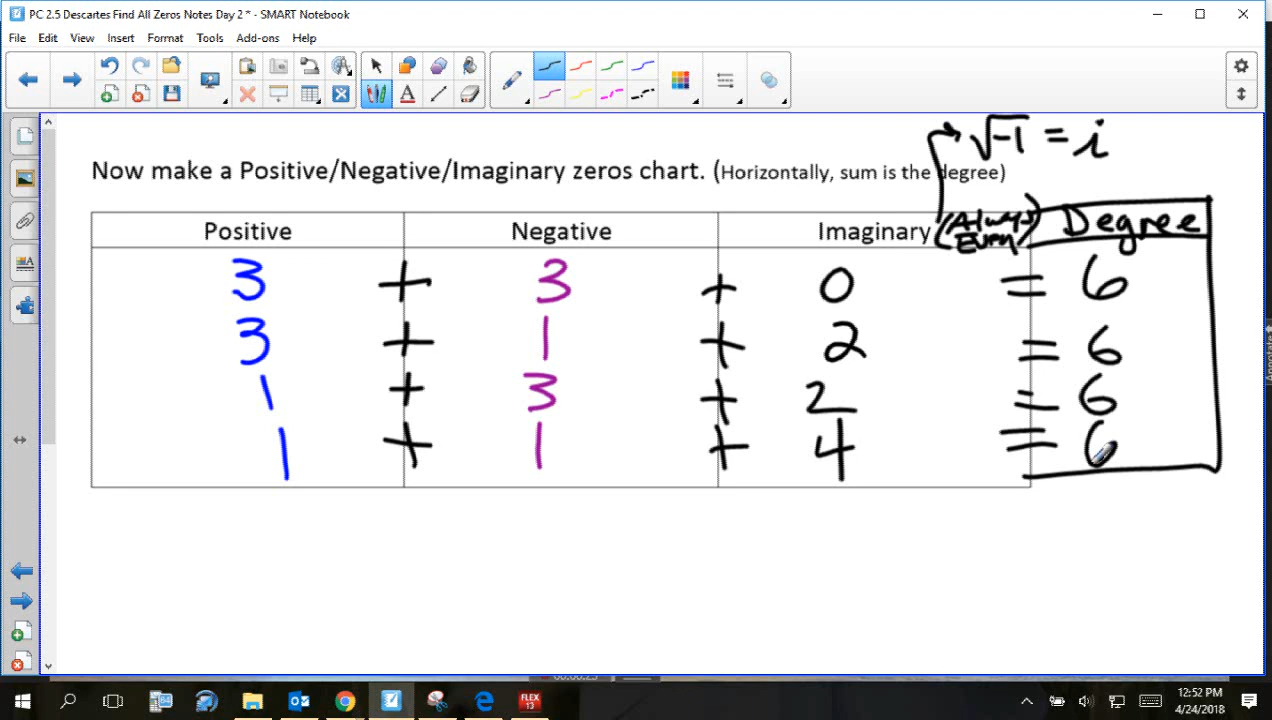 PC 2.5 Descartes Find All Zeros Notes Day 2 * - SMART Notebook
File Edit View Insert Format Tools Add-ons Help
√-1 = i
Now make a Positive/Negative/Imaginary zeros chart. (Horizontally, sum is the degree)
Positive Negative Imaginary (Always Even) Degree
3 + 3 + 0 = 6
3 + 1 + 2 = 6
1 + 3 + 2 = 6
1 + 1 + 4 = 6
Annotate
FLEX
13
12:52 PM
4/24/2018